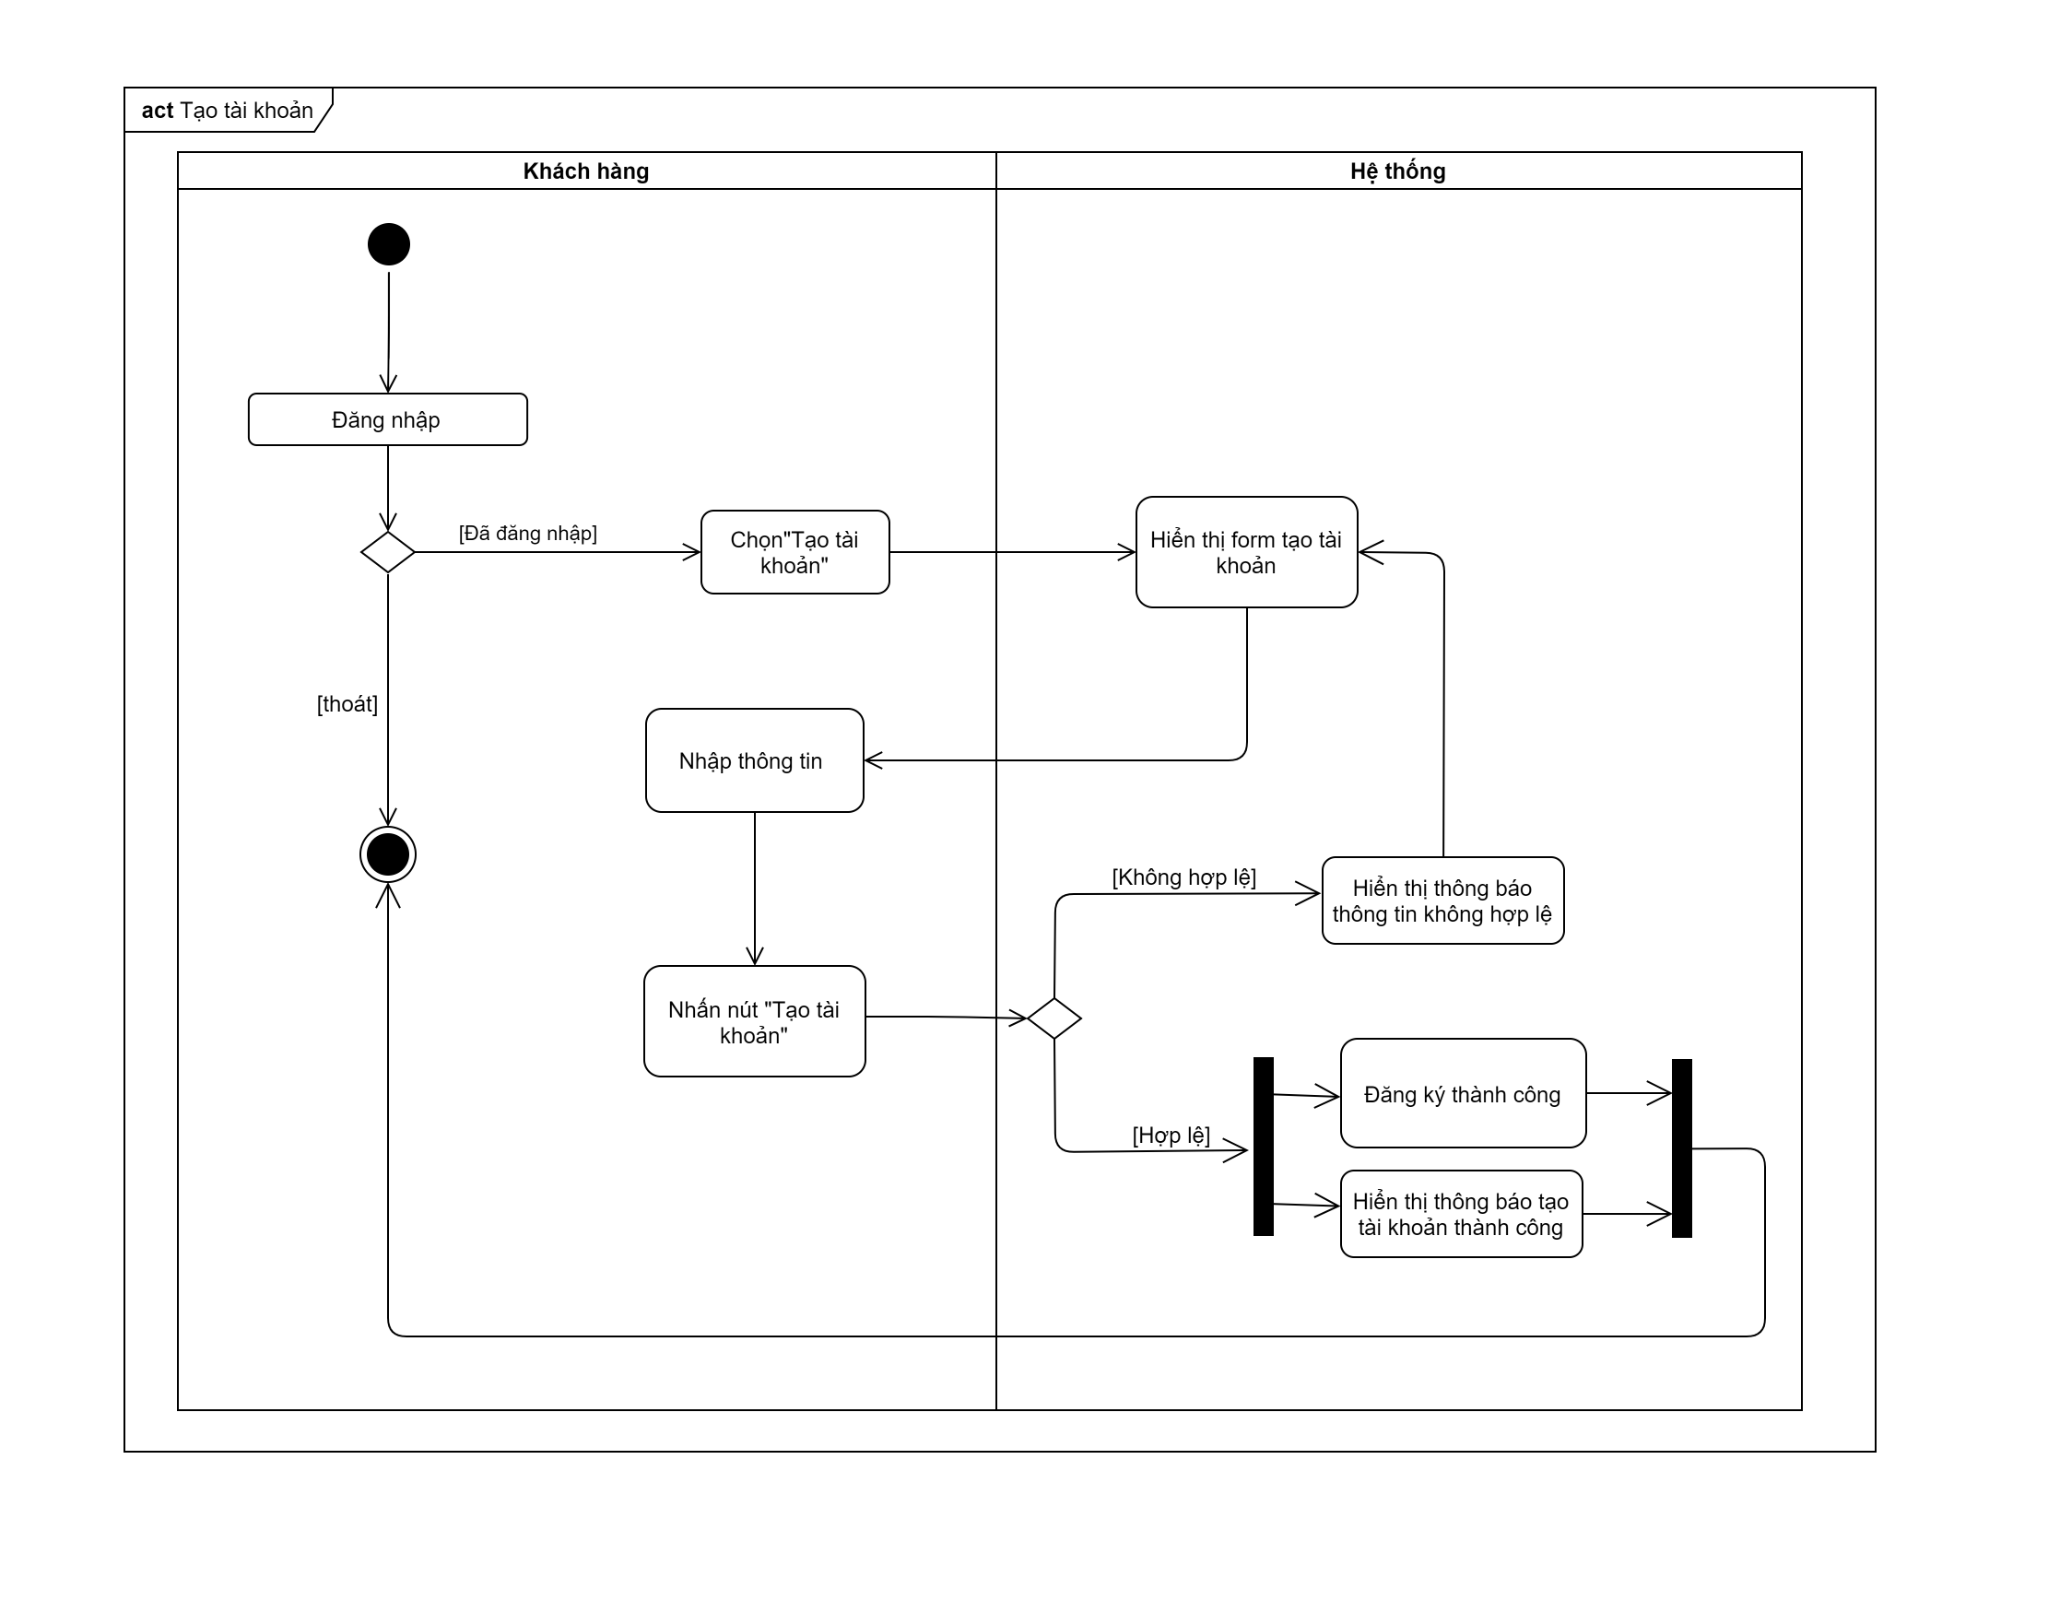 act Tạo tài khoản
Khách hàng
Hệ thống
Đăng nhập
[Đã đăng nhập]
Chọn"Tạo tài
khoản"
Hiển thị form tạo tài
khoản
[thoát]
Nhập thông tin
[Không hợp lệ]
Hiển thị thông báo
thông tin không hợp lệ
Nhấn nút "Tạo tài
khoản"
Đăng ký thành công
[Hợp lệ]
Hiển thị thông báo tạo
tài khoản thành công